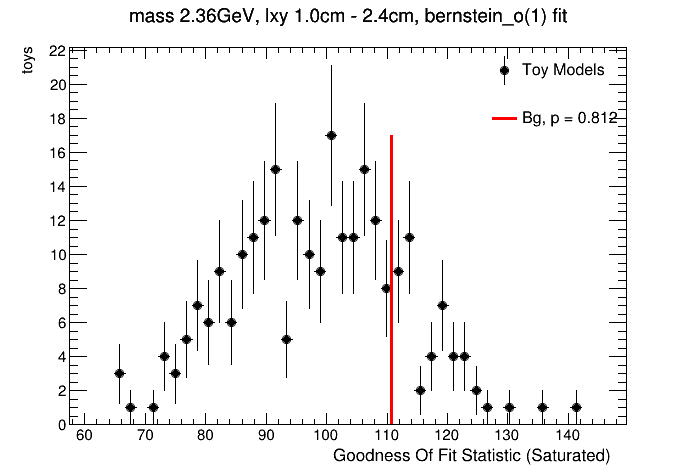 mass 2.36GeV, lxy 1.0cm - 2.4cm, bernstein_o(1) fit
toys
22
20
18
16
14
12
10
8
6
4
2
0
Toy Models
Bg, p = 0.812
60 70 80 90 100 110 120 130 140
Goodness Of Fit Statistic (Saturated)